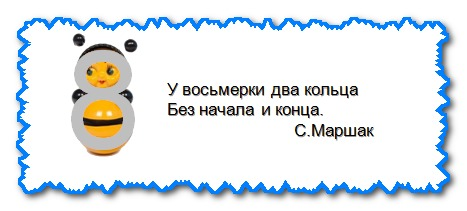 У восьмерки два кольца
Без начала и конца.
С.Маршак